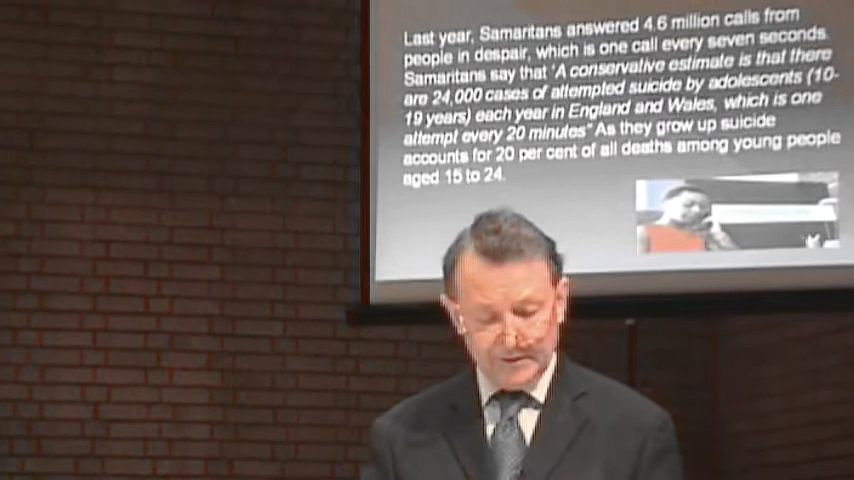 Last year, Samaritans answered 4.6 million calls from
people in despair, which is one call every seven seconds.
Samaritans say that 'A conservative estimate is that there
are 24,000 cases of attempted suicide by adolescents (10-
19 years) each year in England and Wales, which is one
attempt every 20 minutes" As they grow up suicide
accounts for 20 per cent of all deaths among young people
aged 15 to 24.